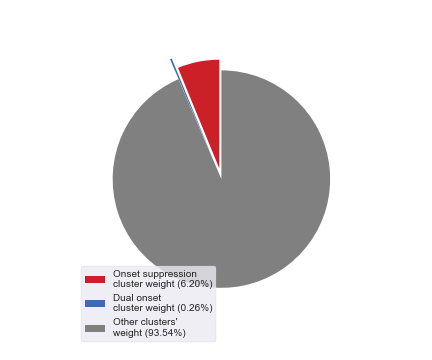 Onset suppression
cluster weight (6.20%)
Dual onset
cluster weight (0.26%)
Other clusters'
weight (93.54%)